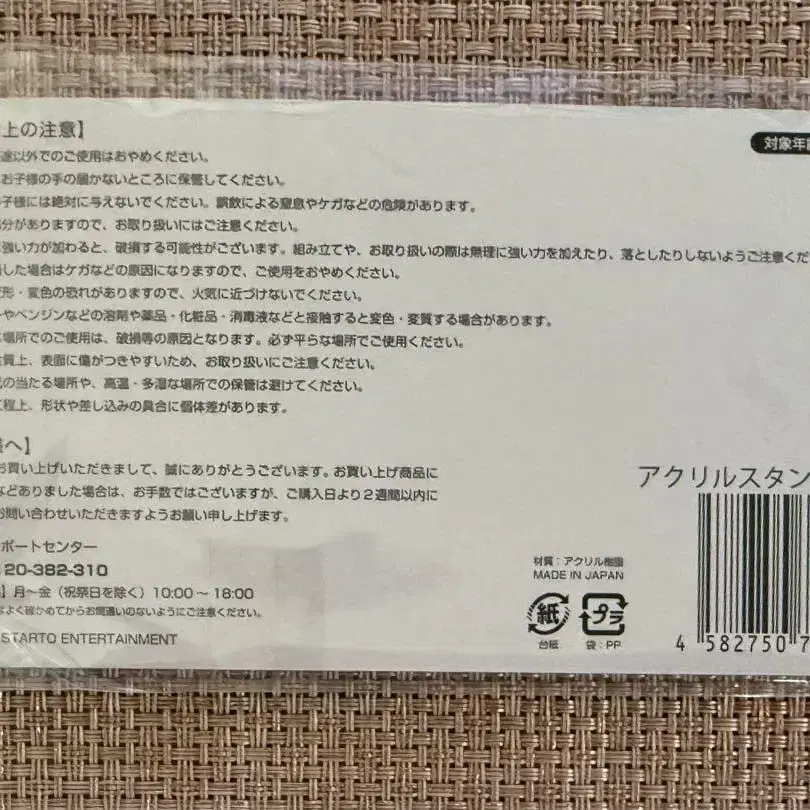 上の注意】
対象年
途以外でのご使用はおやめください。
お子様の手の届かないところに保管してください。
子様には絶対に与えないでください。誤飲による窒息やケガなどの危険があります。
分がありますので、お取り扱いにはご注意ください。
強い力が加わると、破損する可能性がございます。組み立てや、お取り扱いの際は無理に強い力を加えたり、落としたりしないようご注意くだ
した場合はケガなどの原因になりますので、ご使用をおやめください。
形・変色の恐れがありますので、火気に近づけないでください。
やベンジンなどの溶剤や薬品・化粧品・消毒液などと接触すると変色・変質する場合があります。
場所でのご使用は、破損等の原因となります。必ず平らな場所でご使用ください。
質上、表面に傷がつきやすいため、お取り扱いにご注意ください。
の当たる場所や、高温・多湿な場所での保管は避けてください。
程上、形状や差し込みの具合に個体差があります。
様へ】
お買い上げいただきまして、誠にありがとうございます。お買い上げ商品に
などありました場合は、お手数ではございますが、ご購入日より2週間以内に
お問い合わせいただきますようお願い申し上げます。
ポートセンター
120-382-310
】月〜金（祝祭日を除く）10:00〜18:00
はよく確かめてからお間違いのないようにご注意ください。
STARTO ENTERTAINMENT
アクリルスタン
材質：アクリル樹脂
MADE IN JAPAN
紙
プラ
台紙
袋：PP
4 582750 7